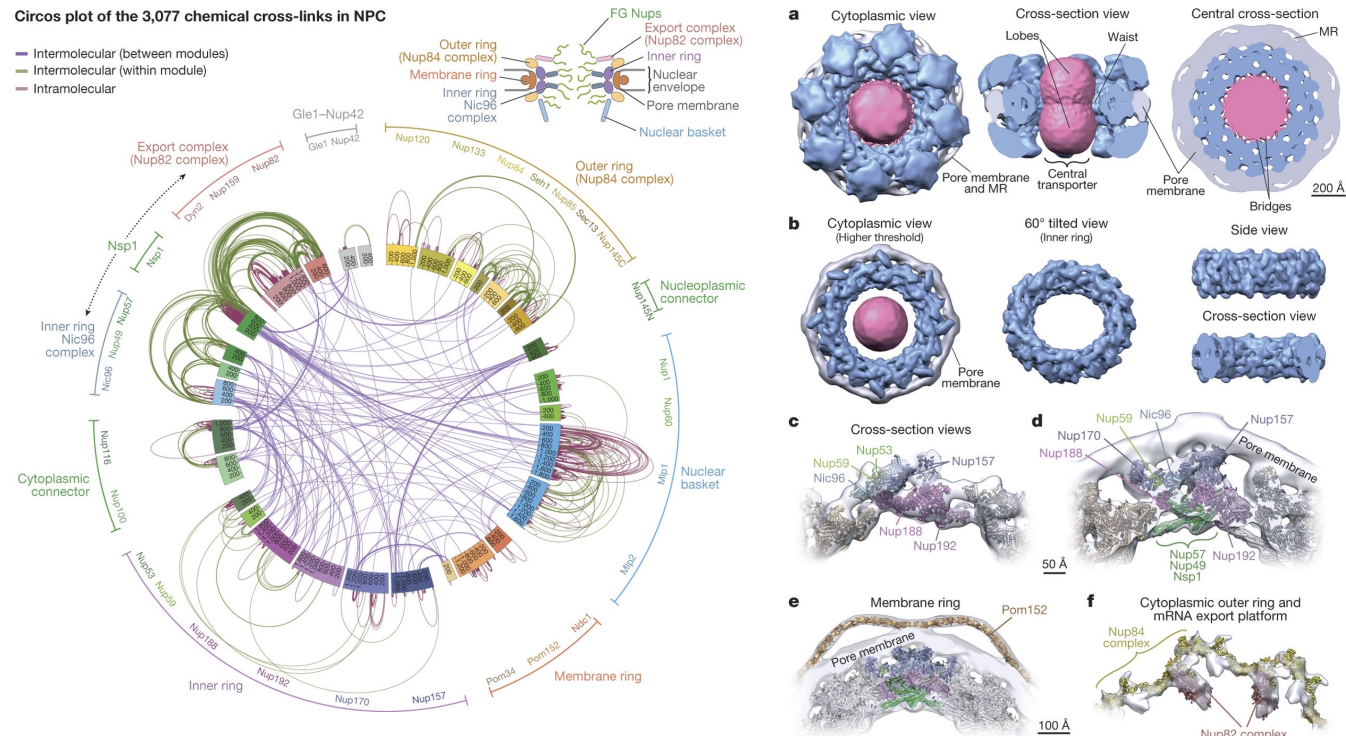 Circos plot of the 3,077 chemical cross-links in NPC
Intermolecular (between modules)
Intermolecular (within module)
Intramolecular
FG Nups
Export complex
(Nup82 complex)
Inner ring
Nuclear
envelope
Pore membrane
Nuclear basket
Outer ring
(Nup84 complex)
Membrane ring
Inner ring
Nic96
complex
Gle1–Nup42
Gle1 Nup42
Export complex
(Nup82 complex)
Dyn2 Nup159 Nup82
Nsp1
Nsp1
Inner ring
Nic96
complex
Nic96 Nup49 Nup57
Cytoplasmic
connector
Nup116
Nup100
Inner ring
Nup53
Nup59
Nup188
Nup192
Nup170
Nup157
Membrane ring
Pom34
Pom152
Ndc1
Nuclear
basket
Nup1
Nup60
Mlp1
Mlp2
Nucleoplasmic
connector
Nup145N
Outer ring
(Nup84 complex)
Nup120
Nup133
Nup84
Seh1
Nup85
Sec13
Nup145C
a
Cytoplasmic view
Cross-section view
Central cross-section
Lobes
Waist
MR
Pore membrane
and MR
Central
transporter
Pore
membrane
Bridges
200 Å
b
Cytoplasmic view
(Higher threshold)
60° tilted view
(Inner ring)
Side view
Cross-section view
Pore
membrane
c
Cross-section views
Nup59
Nup53
Nic96
Nup157
Nup188
Nup192
50 Å
d
Nup59
Nic96
Nup157
Nup170
Nup188
Pore membrane
Nup57
Nup49
Nsp1
Nup192
e
Membrane ring
Pom152
Pore membrane
100 Å
f
Cytoplasmic outer ring and
mRNA export platform
Nup84
complex
Nup82 complex